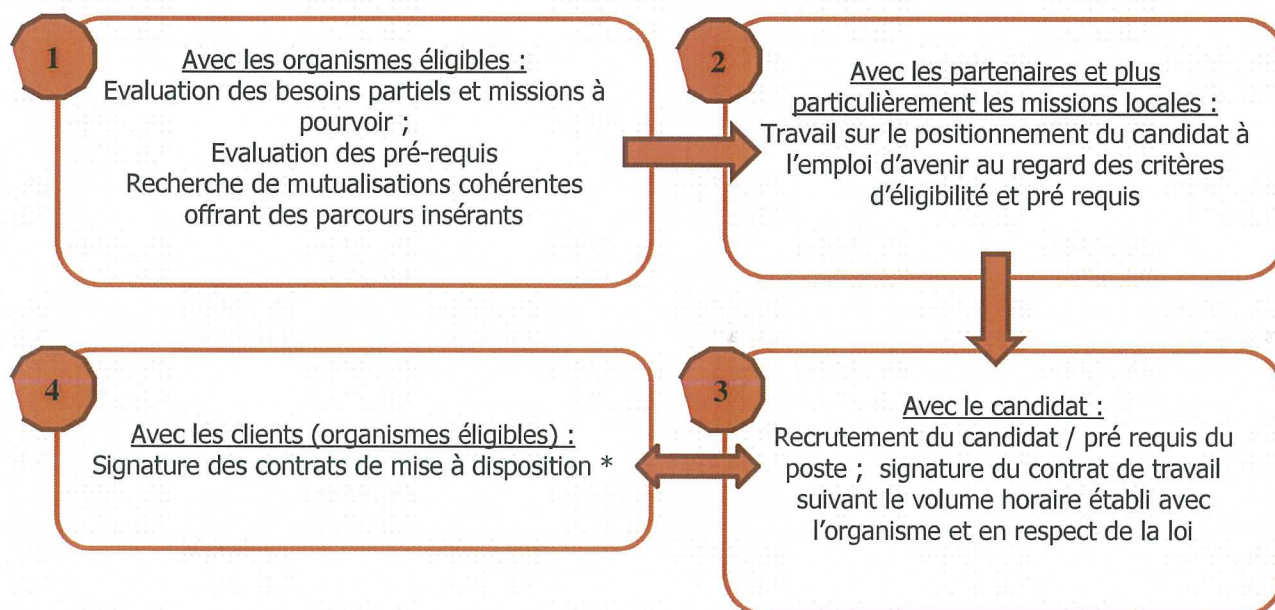 1
Avec les organismes éligibles :
Evaluation des besoins partiels et missions à
pourvoir ;
Evaluation des pré-requis
Recherche de mutualisations cohérentes
offrant des parcours insérants
2
Avec les partenaires et plus
particulièrement les missions locales :
Travail sur le positionnement du candidat à
l'emploi d'avenir au regard des critères
d'éligibilité et pré requis
3
Avec le candidat :
Recrutement du candidat / pré requis du
poste ; signature du contrat de travail
suivant le volume horaire établi avec
l'organisme et en respect de la loi
4
Avec les clients (organismes éligibles) :
Signature des contrats de mise à disposition *